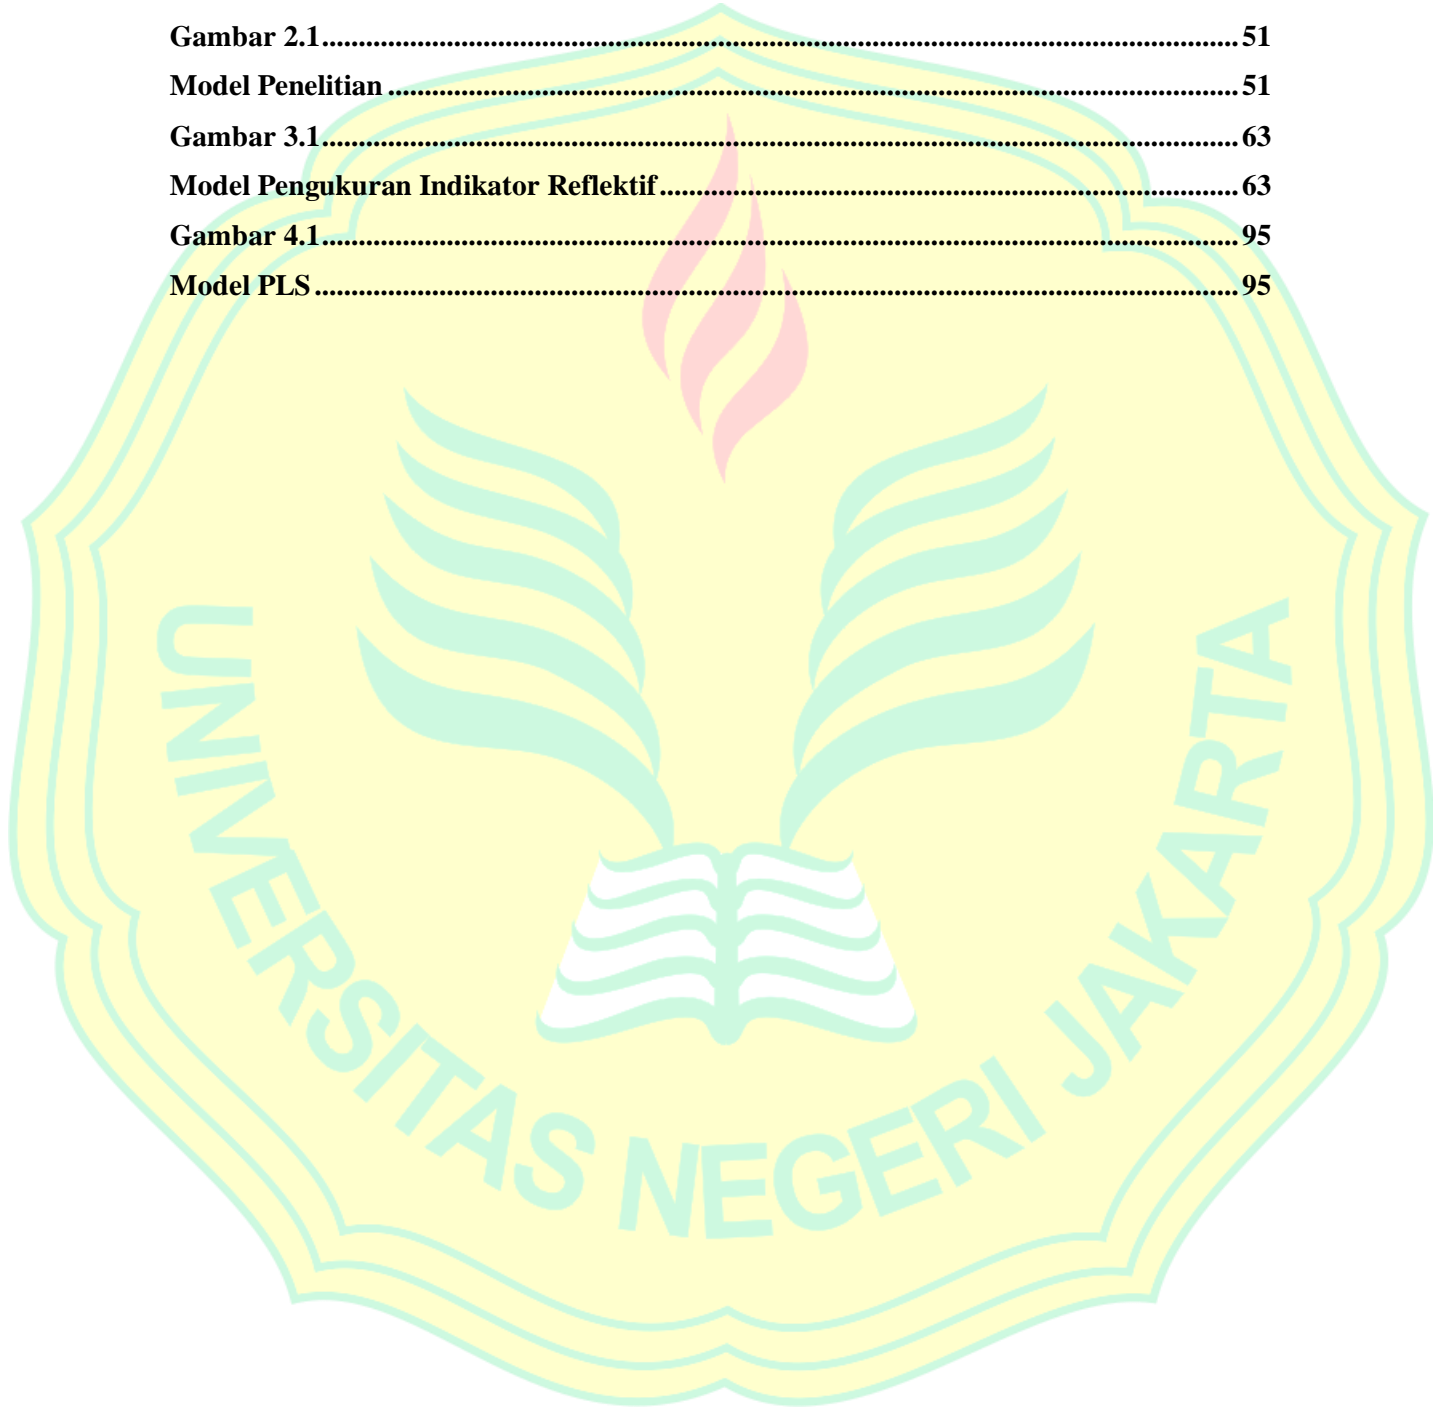 Gambar 2.1.......................................................................................................................... 51
Model Penelitian ................................................................................................................. 51
Gambar 3.1.......................................................................................................................... 63
Model Pengukuran Indikator Reflektif............................................................................. 63
Gambar 4.1.......................................................................................................................... 95
Model PLS ........................................................................................................................... 95
UNIVERSITAS NEGERI JAKARTA